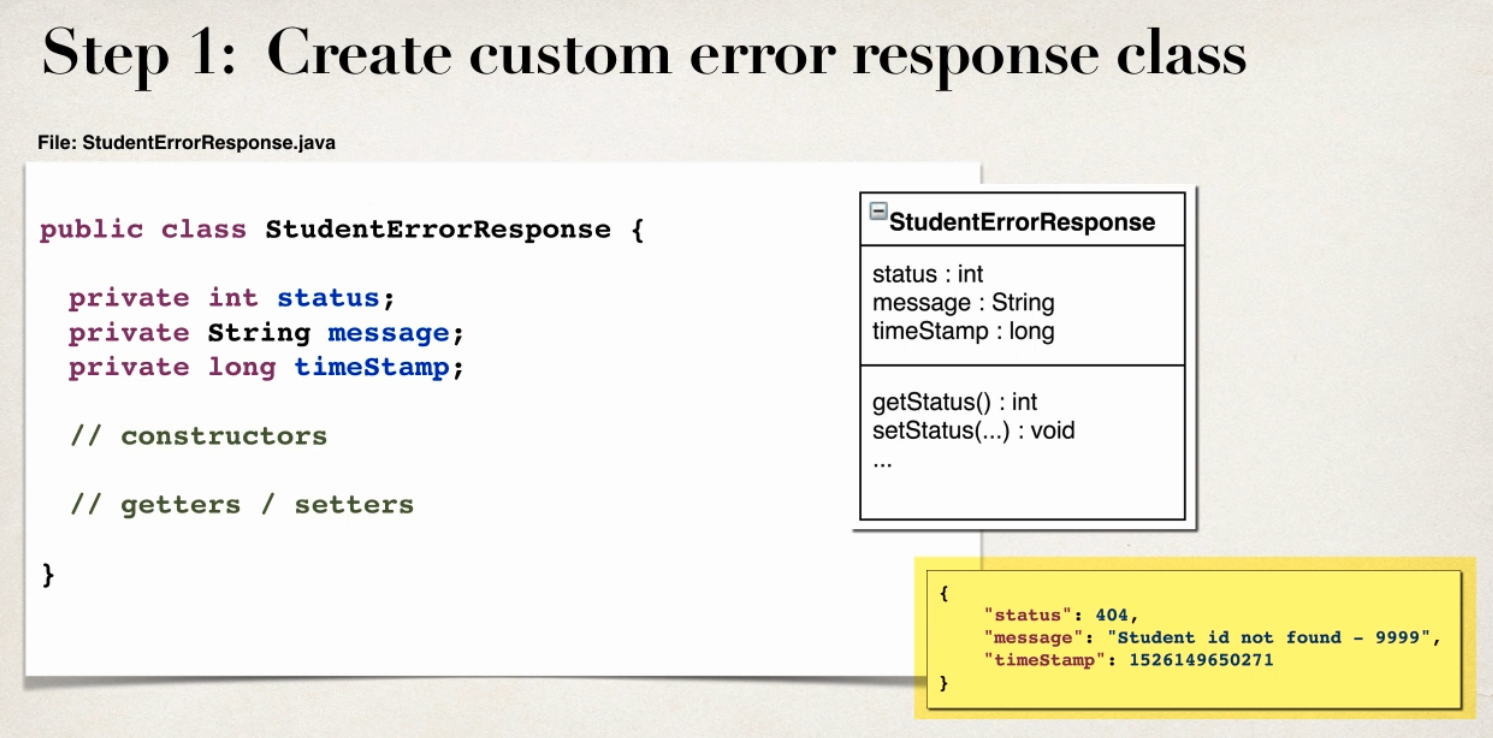 Step 1: Create custom error response class
File: StudentErrorResponse.java
public class StudentErrorResponse {
private int status;
private String message;
private long timeStamp;
// constructors
// getters / setters
}
StudentErrorResponse
status : int
message : String
timeStamp : long
getStatus() : int
setStatus(...) : void
...
{
"status": 404,
"message": "Student id not found - 9999",
"timeStamp": 1526149650271
}